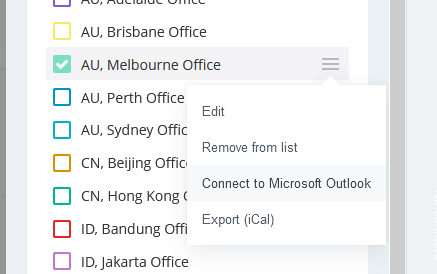 AU, Adelaide Office
AU, Brisbane Office
AU, Melbourne Office
AU, Perth Office
AU, Sydney Offic
CN, Beijing Offic
CN, Hong Kong
ID, Bandung Offi
ID, Jakarta Office
Edit
Remove from list
Connect to Microsoft Outlook
Export (iCal)